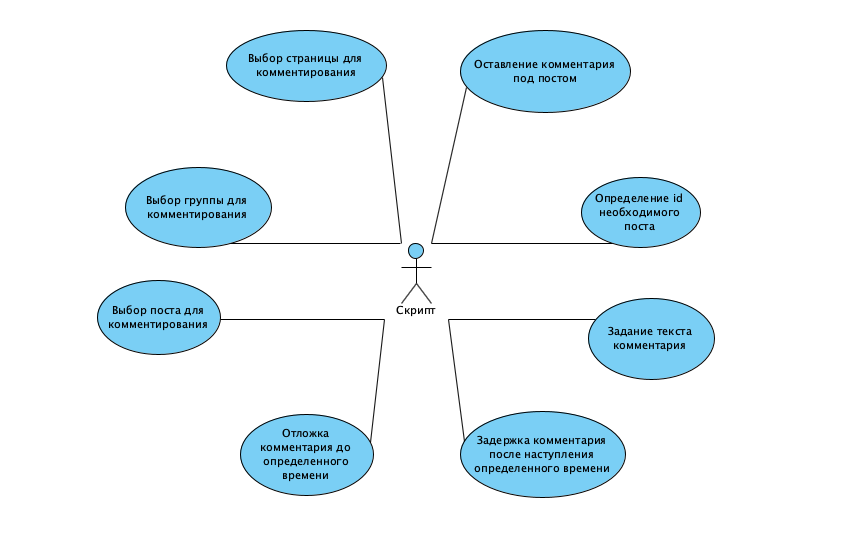 Выбор страницы для
комментирования
Оставление комментария
под постом
Выбор группы для
комментирования
Определение id
необходимого
поста
Скрипт
Выбор поста для
комментирования
Задание текста
комментария
Отложка
комментария до
определенного
времени
Задержка комментария
после наступления
определенного времени